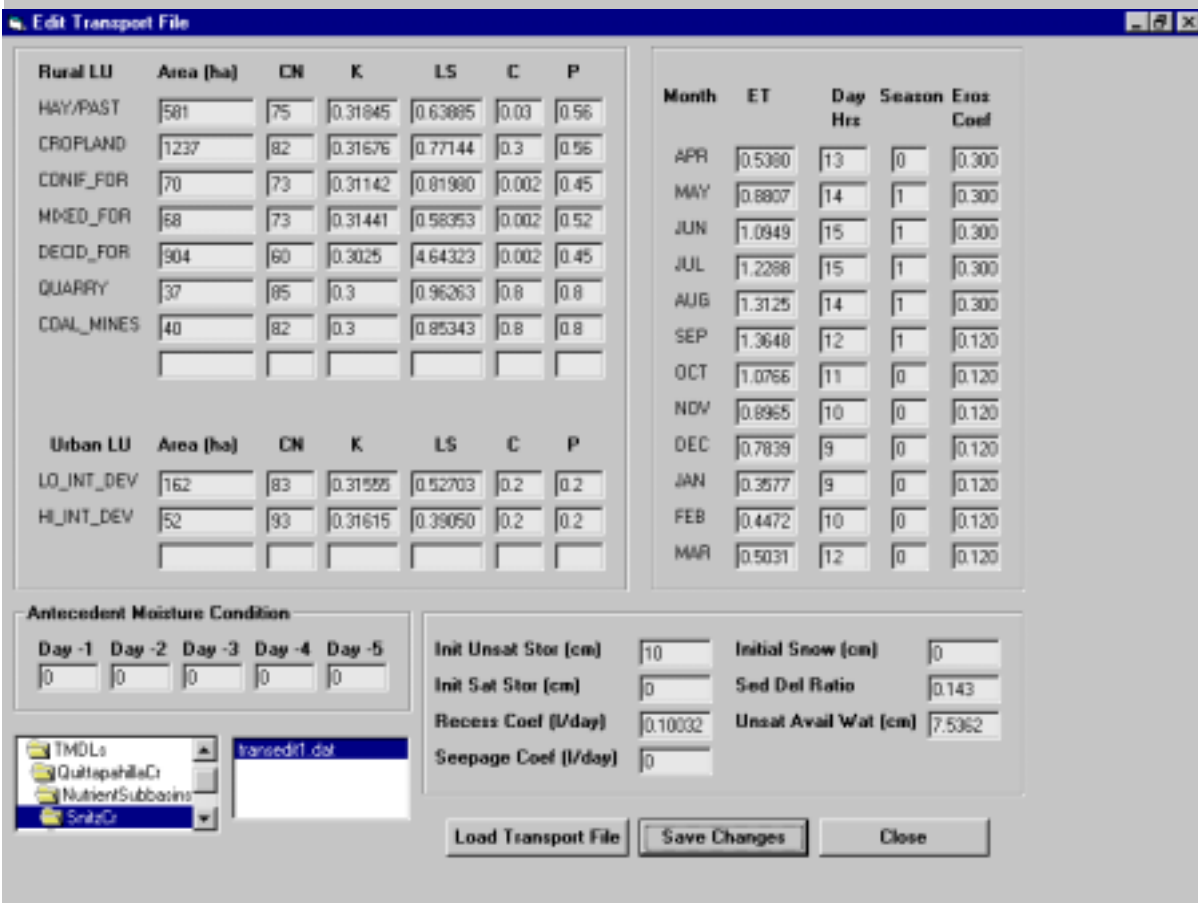 Edit Transport File
Rural LU Area (ha) CN K LS C P
HAY/PAST 581 75 0.31845 0.63885 0.03 0.56
CROPLAND 1237 82 0.31676 0.77144 0.3 0.56
CONIF_FOR 70 73 0.31142 0.81980 0.002 0.45
MIXED_FOR 68 73 0.31441 0.58353 0.002 0.52
DECID_FOR 904 60 0.3025 4.64323 0.002 0.45
QUARRY 37 85 0.3 0.96263 0.8 0.8
COAL_MINES 40 82 0.3 0.85343 0.8 0.8
Urban LU Area (ha) CN K LS C P
LO_INT_DEV 162 83 0.31555 0.52703 0.2 0.2
HI_INT_DEV 52 93 0.31615 0.39050 0.2 0.2
Month ET Day Season Eros
Hrs Coef
APR 0.5380 13 0 0.300
MAY 0.8807 14 1 0.300
JUN 1.0949 15 1 0.300
JUL 1.2288 15 1 0.300
AUG 1.3125 14 1 0.300
SEP 1.3648 12 1 0.120
OCT 1.0766 11 0 0.120
NOV 0.8965 10 0 0.120
DEC 0.7839 9 0 0.120
JAN 0.3577 9 0 0.120
FEB 0.4472 10 0 0.120
MAR 0.5031 12 0 0.120
Antecedent Moisture Condition
Day -1 Day -2 Day -3 Day -4 Day -5
0 0 0 0 0
Init Unsat Stor (cm) 10 Initial Snow (cm) 0
Init Sat Stor (cm) 0 Sed Del Ratio 0.143
Recess Coef (l/day) 0.10032 Unsat Avail Wat (cm) 7.5362
Seepage Coef (l/day) 0
TMDLs
QuittapahillaCr
NutrientSubbasins
SnitzCr
transedit1.dat
Load Transport File Save Changes Close